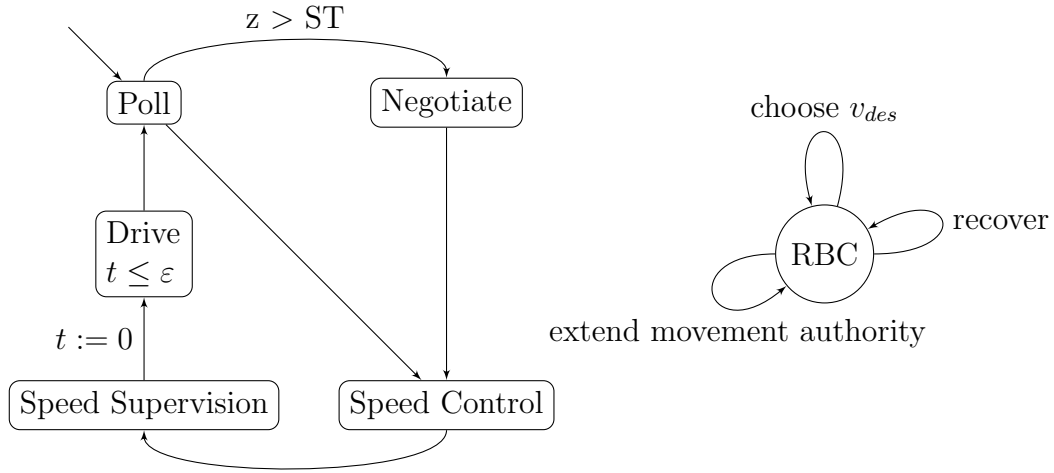 z > ST
Poll
Negotiate
Drive
t ≤ ε
t := 0
Speed Supervision
Speed Control
choose v_des
recover
RBC
extend movement authority